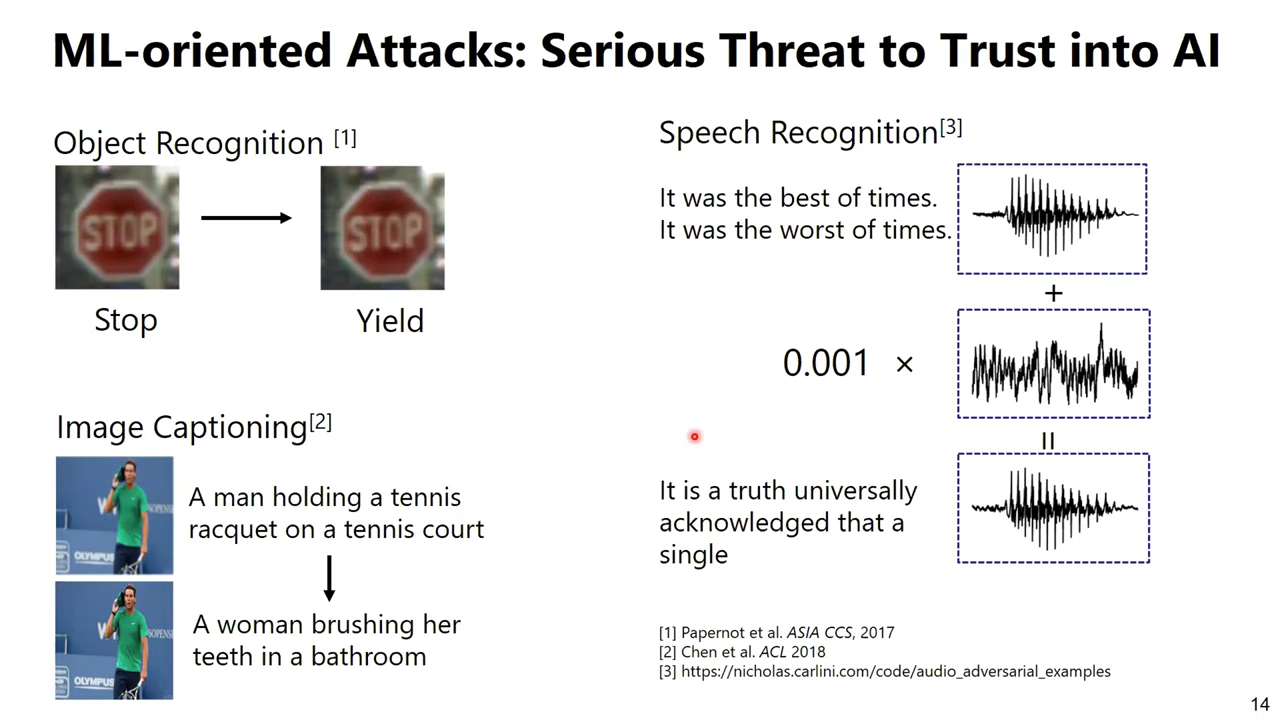 ML-oriented Attacks: Serious Threat to Trust into AI
Object Recognition [1]
STOP
STOP
Stop
Yield
Image Captioning[2]
OLYMPUS
A man holding a tennis
racquet on a tennis court
OLYMPUS
A woman brushing her
teeth in a bathroom
Speech Recognition[3]
It was the best of times.
It was the worst of times.
+
0.001 ×
=
It is a truth universally
acknowledged that a
single
[1] Papernot et al. ASIA CCS, 2017
[2] Chen et al. ACL 2018
[3] https://nicholas.carlini.com/code/audio_adversarial_examples
14